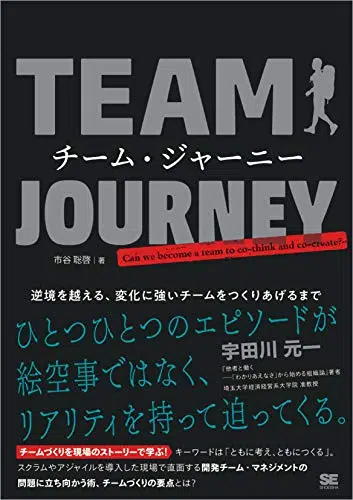 TEAM
チーム・ジャーニー
JOURNEY
市谷 聡啓|著
Can we become a team to co-think and co-create?
逆境を越える、変化に強いチームをつくりあげるまで
ひとつひとつのエピソードが
絵空事ではなく、
リアリティを持って迫ってくる。
宇田川 元一
『他者と働く
──「わかりあえなさ」から始める組織論』著者
埼玉大学経済経営系大学院 准教授
チームづくりを現場のストーリーで学ぶ! キーワードは「ともに考え、ともにつくる」。
スクラムやアジャイルを導入した現場で直面する開発チーム・マネジメントの
問題に立ち向かう術、チームづくりの要点とは?
SE
SHOEISHA